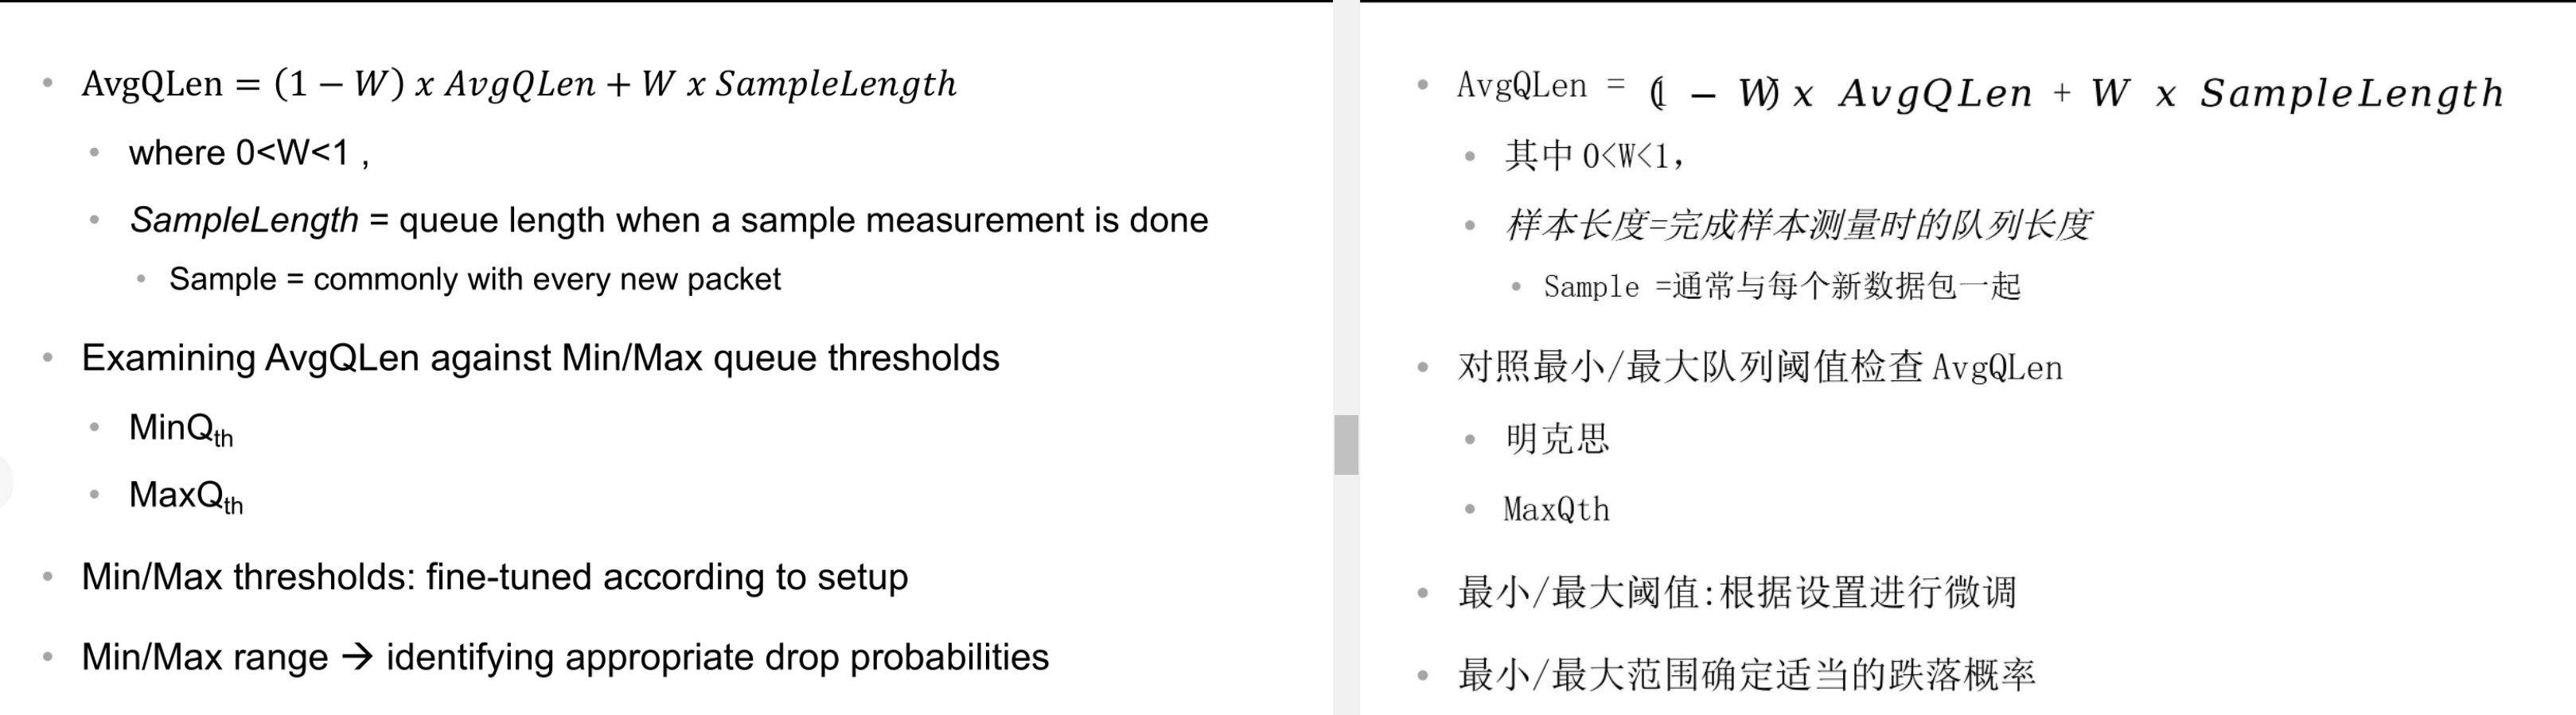 AvgQLen = (1 − W) x AvgQLen + W x SampleLength
where 0<W<1 ,
SampleLength = queue length when a sample measurement is done
Sample = commonly with every new packet
Examining AvgQLen against Min/Max queue thresholds
MinQth
MaxQth
Min/Max thresholds: fine-tuned according to setup
Min/Max range → identifying appropriate drop probabilities
AvgQLen = (1 − W) x AvgQLen + W x SampleLength
其中 0<W<1,
样本长度=完成样本测量时的队列长度
Sample =通常与每个新数据包一起
对照最小/最大队列阈值检查 AvgQLen
明克思
MaxQth
最小/最大阈值:根据设置进行微调
最小/最大范围确定适当的跌落概率